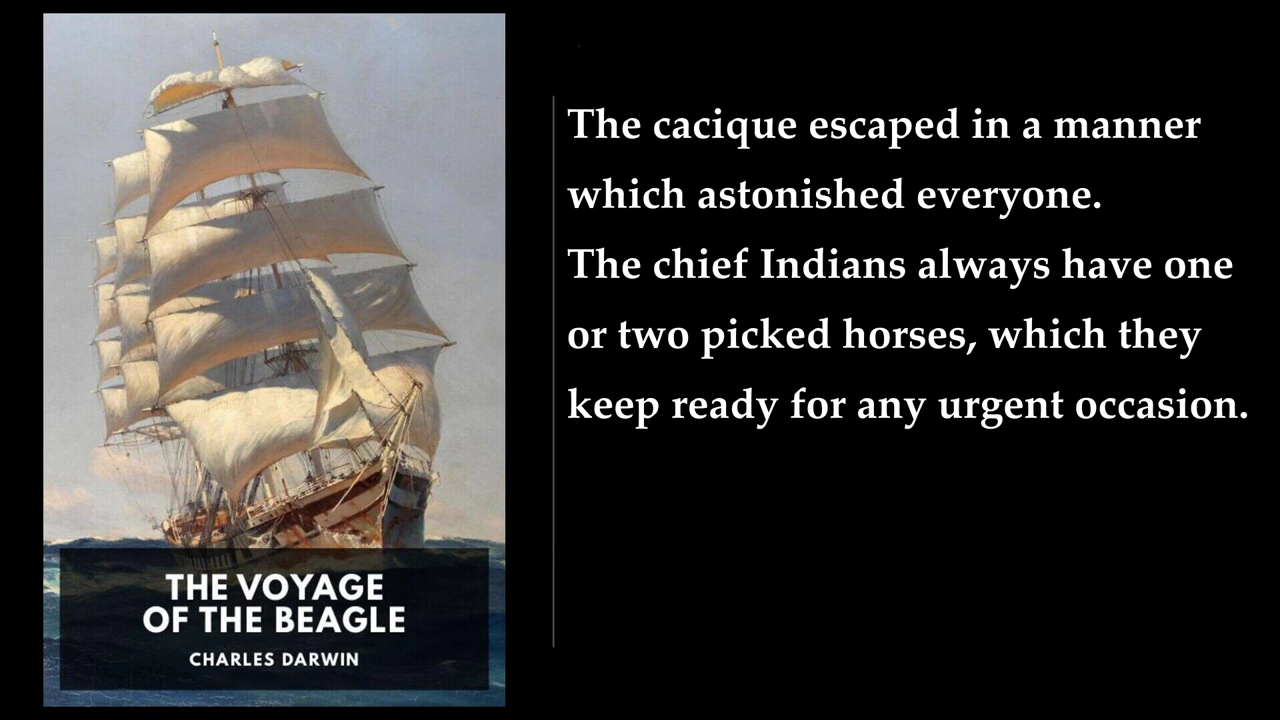 THE VOYAGE
OF THE BEAGLE
CHARLES DARWIN
The cacique escaped in a manner
which astonished everyone.
The chief Indians always have one
or two picked horses, which they
keep ready for any urgent occasion.